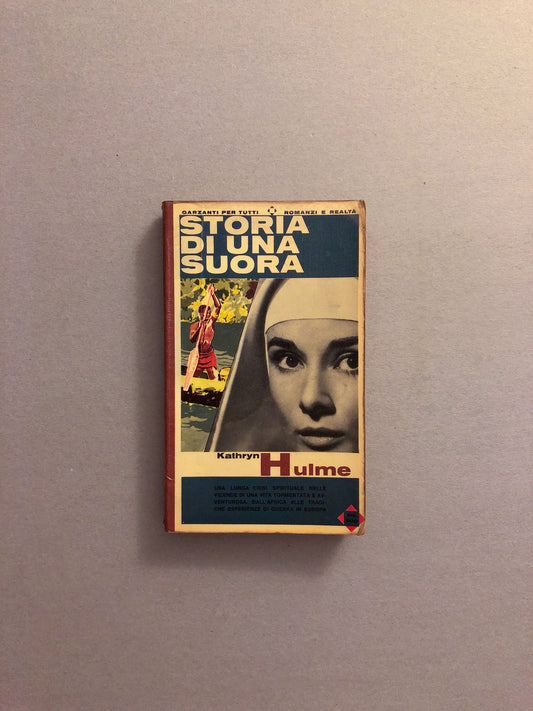 GARZANTI PER TUTTI ROMANZI E REALTÀ
STORIA
DI UNA
SUORA
Kathryn
Hulme
UNA LUNGA CRISI SPIRITUALE NELLE
VICENDE DI UNA VITA TORMENTATA E AV-
VENTUROSA, DALL'AFRICA ALLE TRAGI-
CHE ESPERIENZE DI GUERRA IN EUROPA